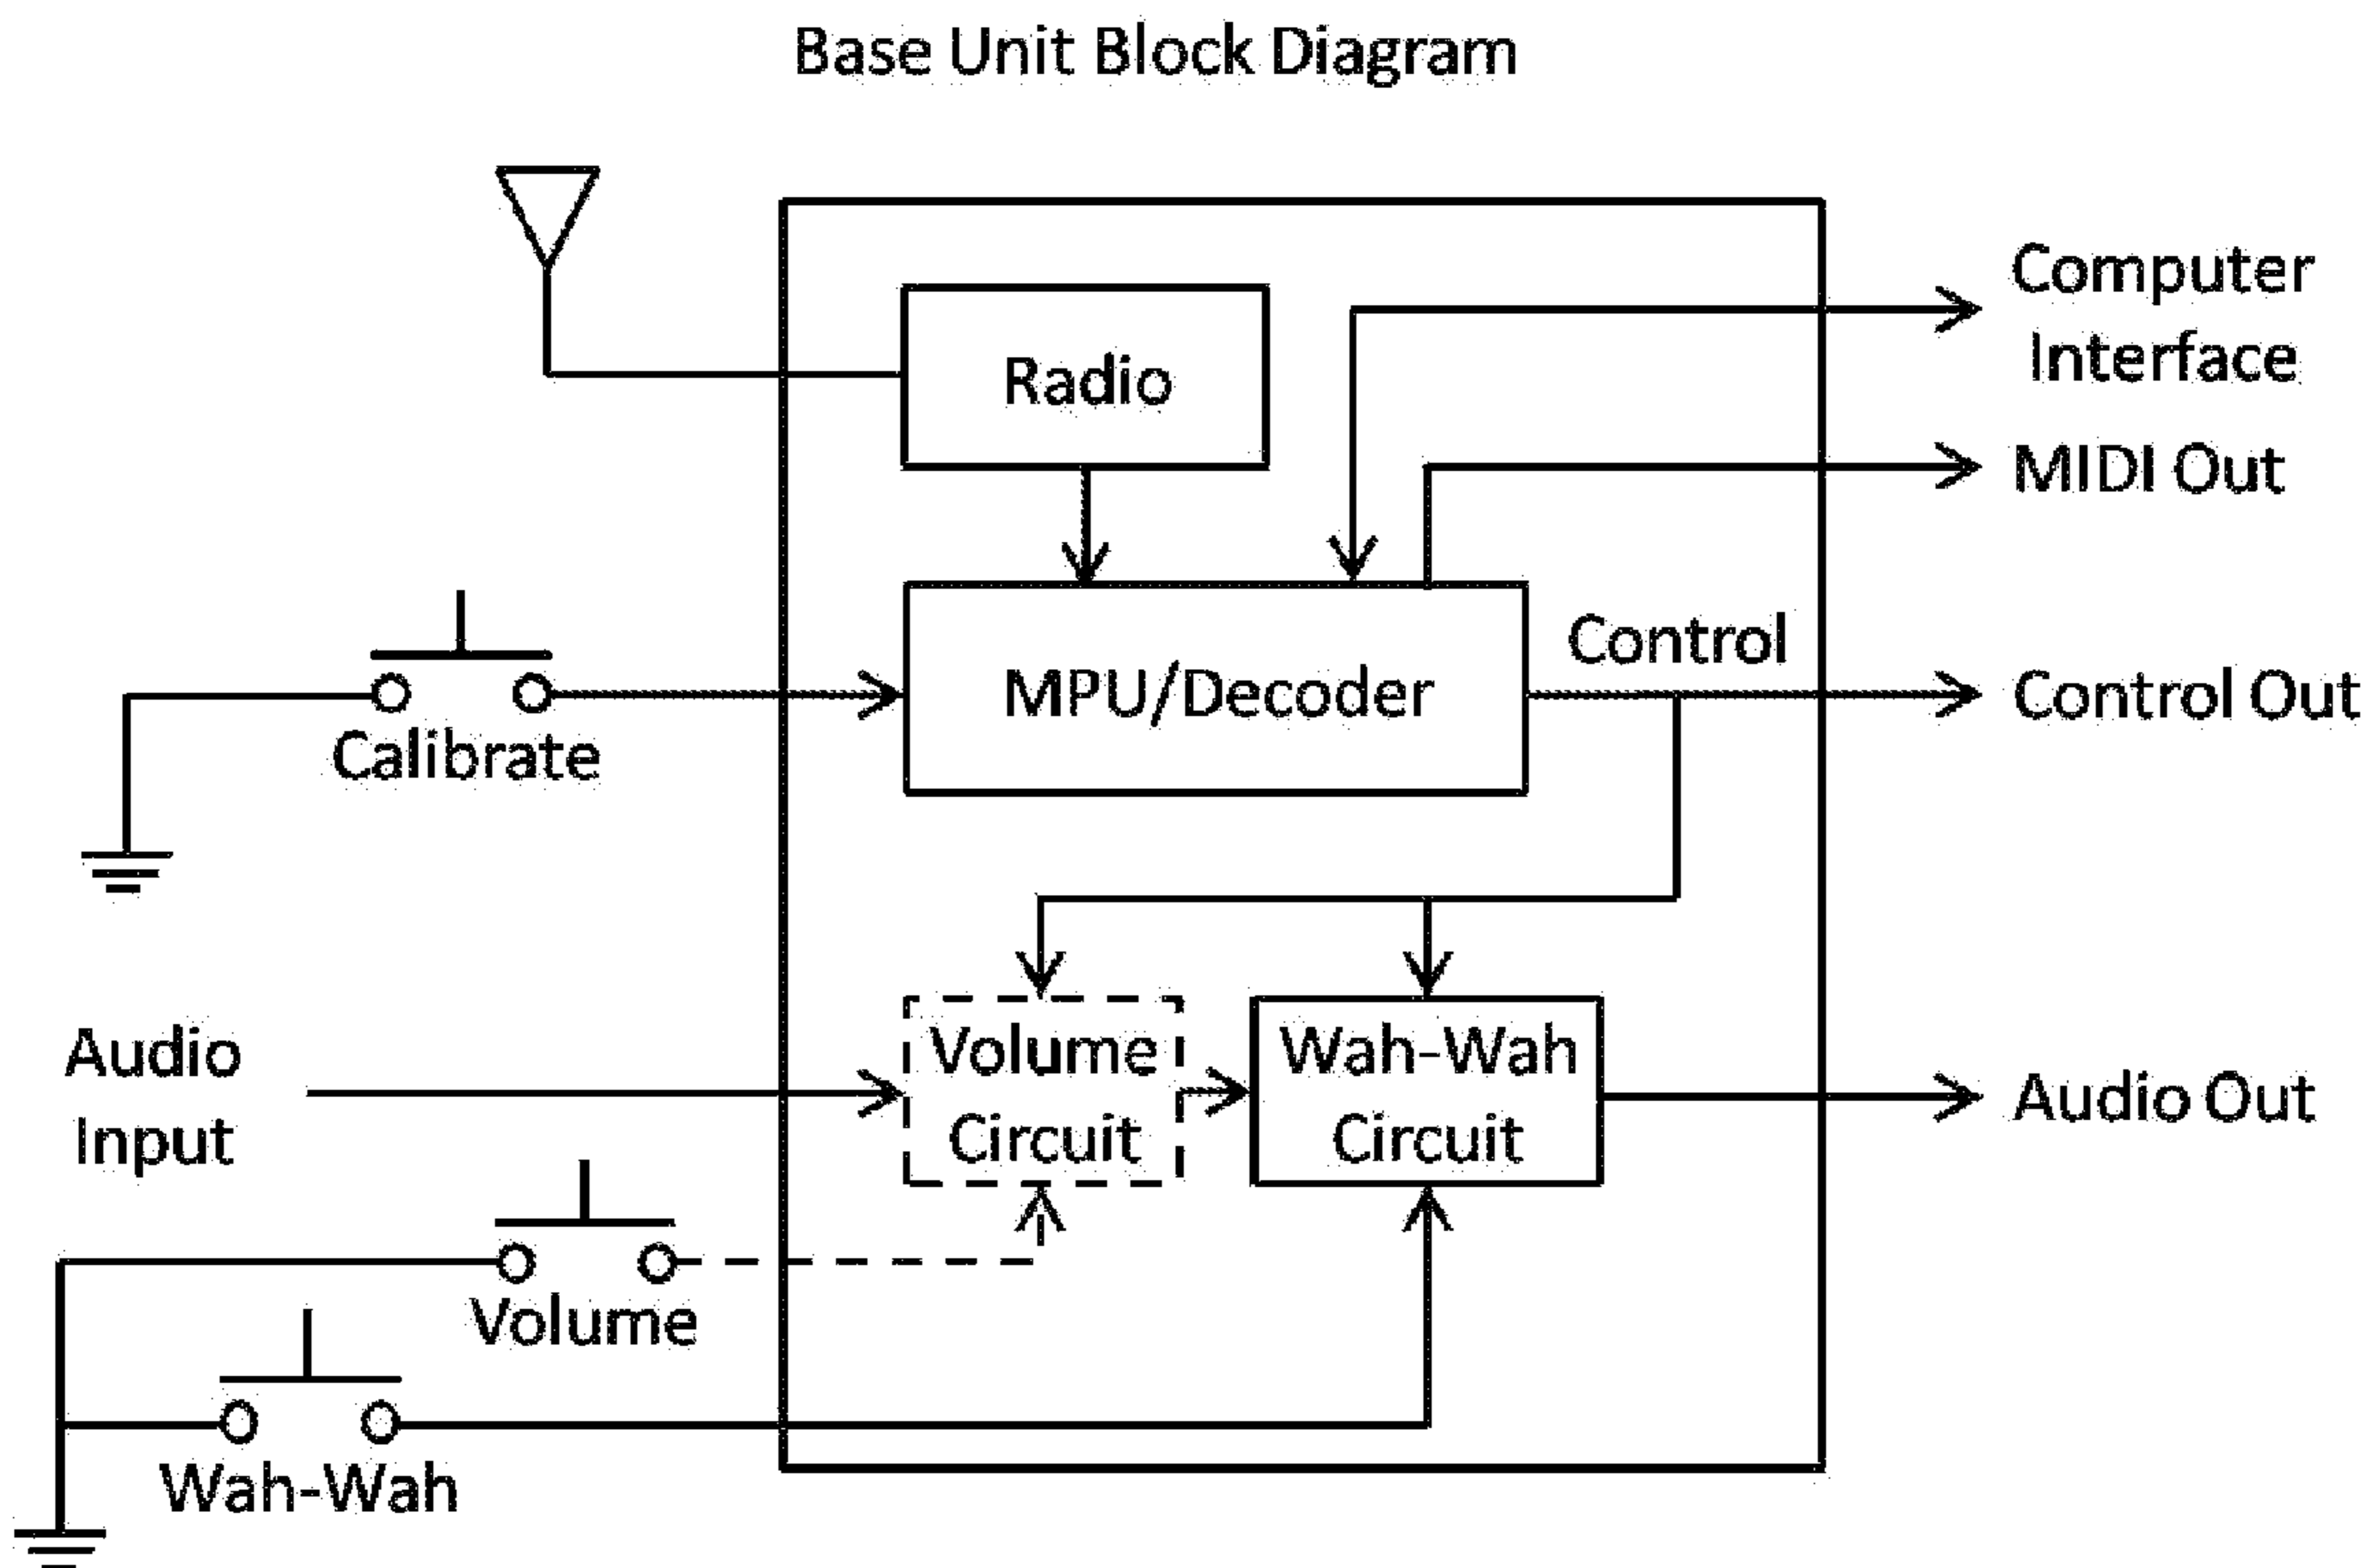 Base Unit Block Diagram
Computer
Interface
Radio
MIDI Out
Control
MPU/Decoder
Control Out
Calibrate
Audio
Input
Volume
Circuit
Wah-Wah
Circuit
Audio Out
Volume
Wah-Wah